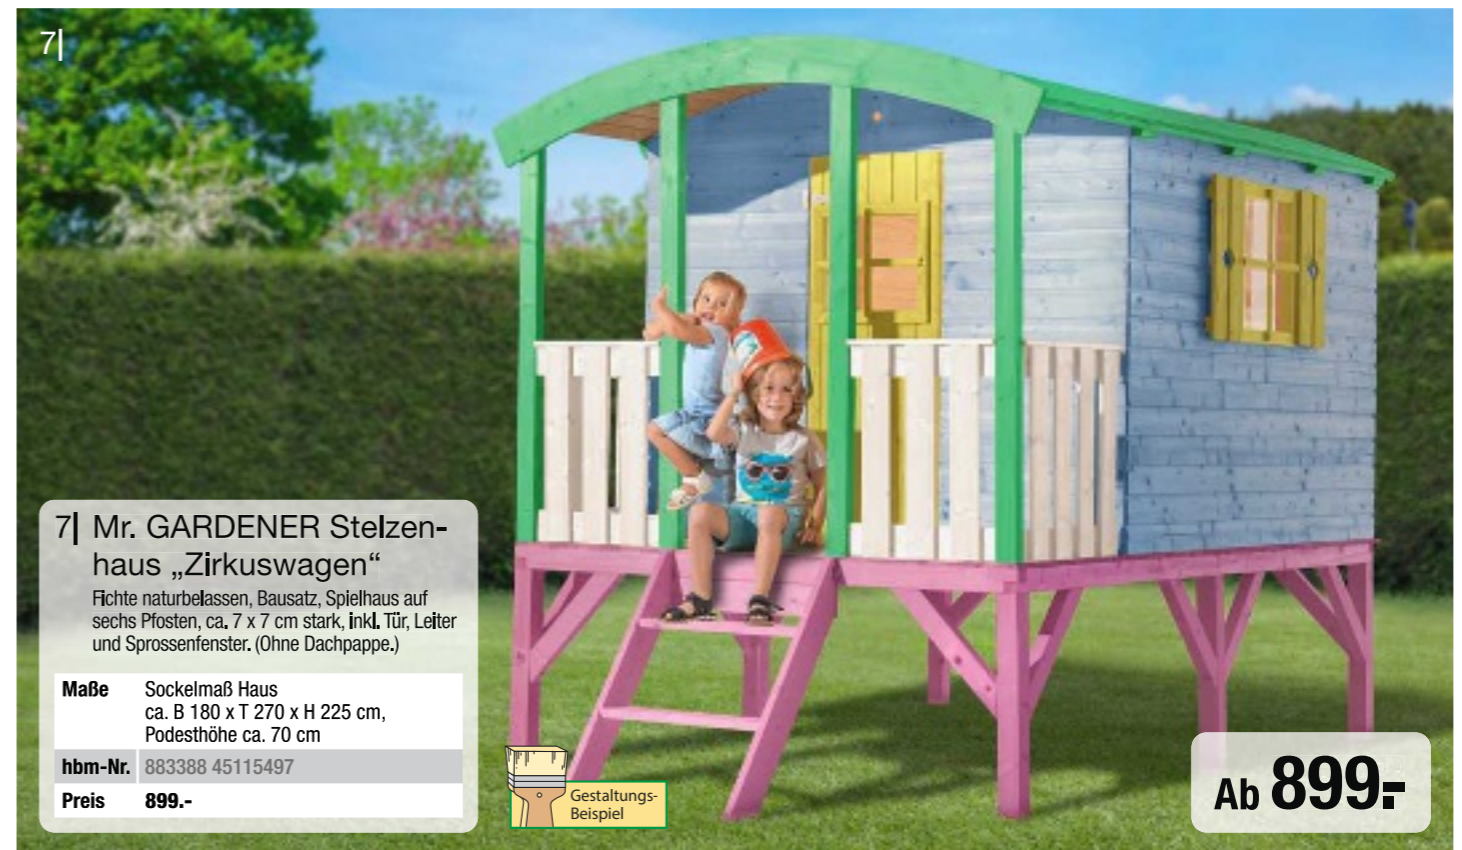 7|
7| Mr. GARDENER Stelzen-
haus „Zirkuswagen“
Fichte naturbelassen, Bausatz, Spielhaus auf
sechs Pfosten, ca. 7 x 7 cm stark, inkl. Tür, Leiter
und Sprossenfenster. (Ohne Dachpappe.)
Maße Sockelmaß Haus
ca. B 180 x T 270 x H 225 cm,
Podesthöhe ca. 70 cm
hbm-Nr. 883388 45115497
Preis 899.-
Gestaltungs-
Beispiel
Ab 899.-